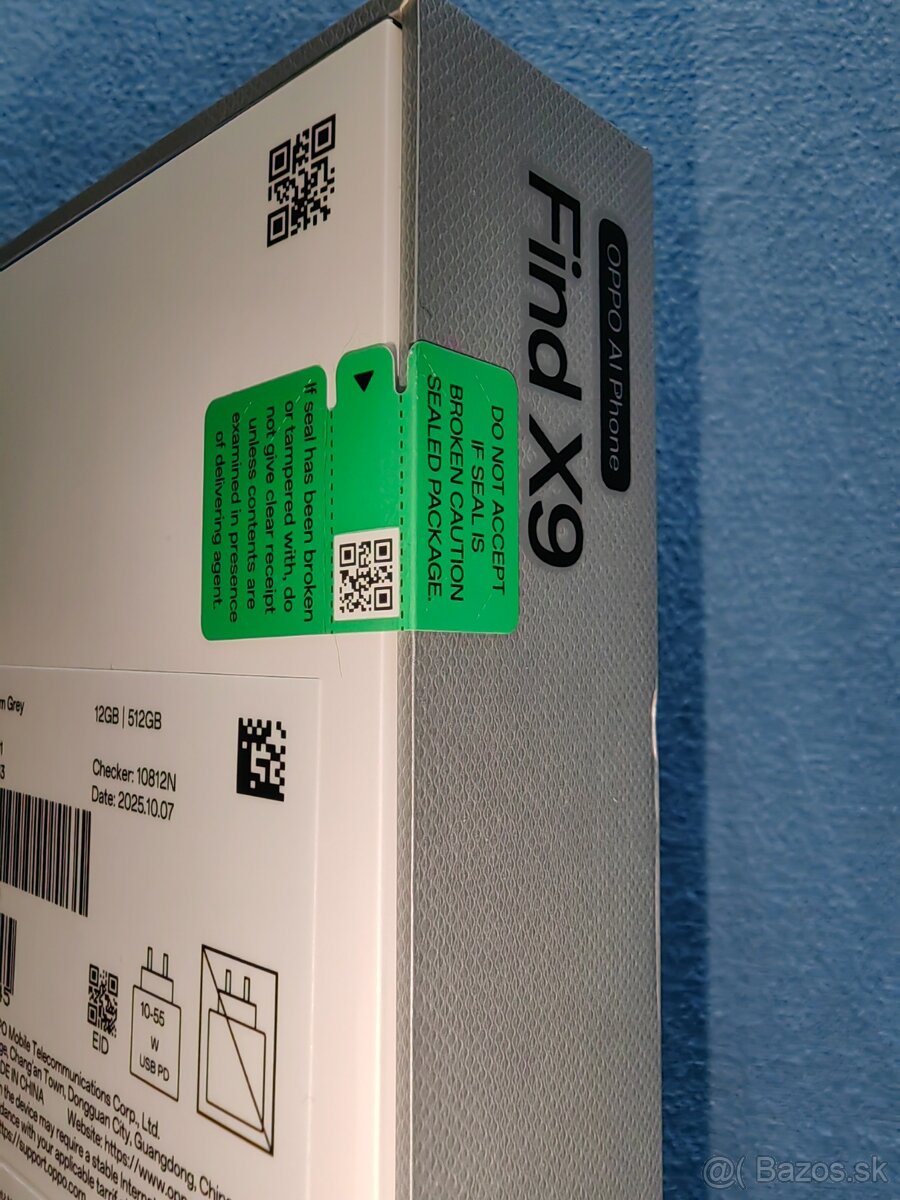 OPPO AI Phone
Find X9
DO NOT ACCEPT
IF SEAL IS
BROKEN CAUTION
SEALED PACKAGE.
If seal has been broken
or tampered with, do
not give clear receipt
unless contents are
examined in presence
of delivering agent.
Grey
12GB | 512GB
Checker: 10812N
Date: 2025.10.07
EID
10-55
W
USB PD
Mobile Telecommunications Corp., Ltd.
Chang'an Town, Dongguan City, Guangdong, China
IN CHINA
Website: https://www.
the device may require a stable
with your applicable
support.oppo.com
@( Bazos.sk